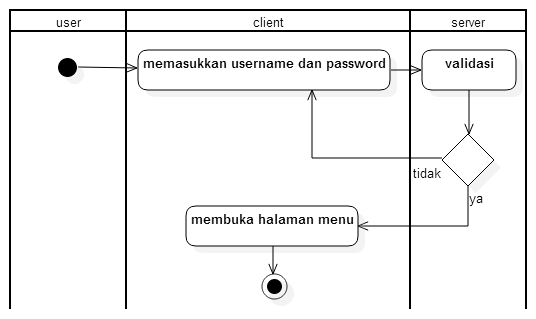 user
client
server
memasukkan username dan password
validasi
tidak
ya
membuka halaman menu